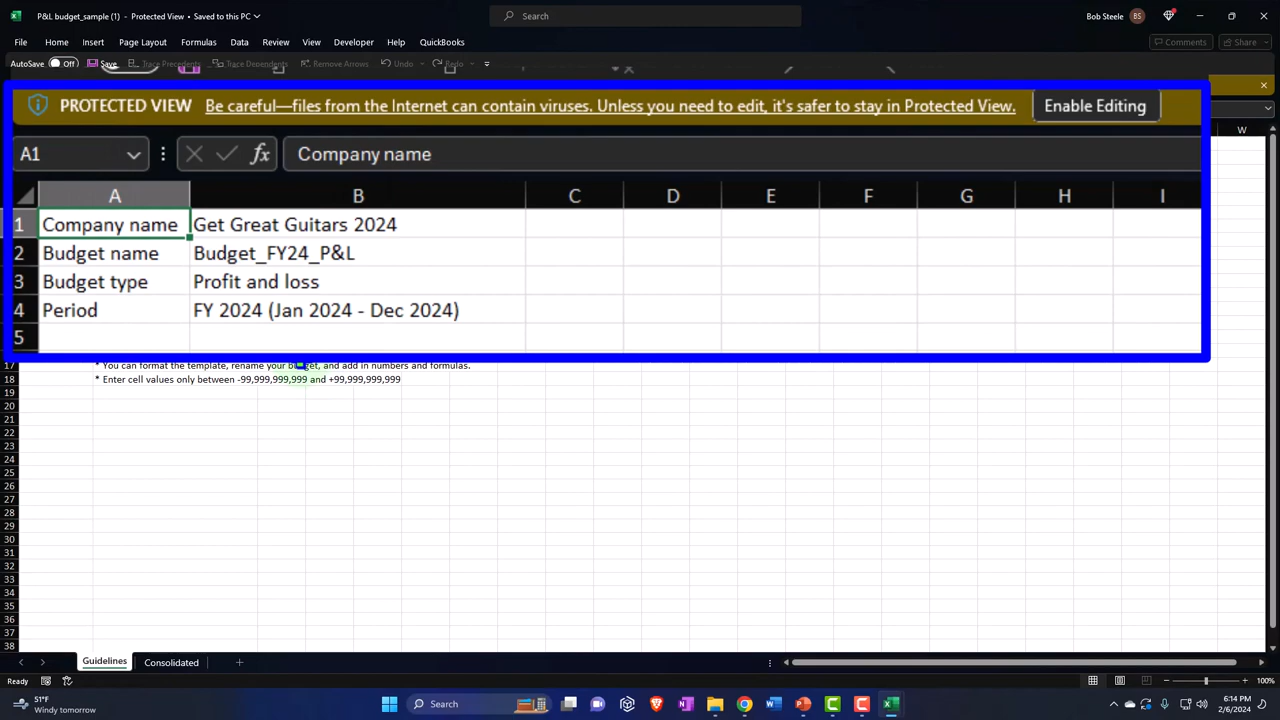 P&L budget_sample (1) - Protected View • Saved to this PC
Search
Bob Steele BS
File Home Insert Page Layout Formulas Data Review View Developer Help QuickBooks
Comments Share
AutoSave Off Save Trace Precedents Trace Dependents Remove Arrows Undo Redo
PROTECTED VIEW Be careful—files from the Internet can contain viruses. Unless you need to edit, it's safer to stay in Protected View. Enable Editing
A1 fx Company name
W
A B C D E F G H I
1 Company name Get Great Guitars 2024
2 Budget name Budget_FY24_P&L
3 Budget type Profit and loss
4 Period FY 2024 (Jan 2024 - Dec 2024)
5
17 * You can format the template, rename your budget, and add in numbers and formulas.
18 * Enter cell values only between -99,999,999,999 and +99,999,999,999
19
20
21
22
23
24
25
26
27
28
29
30
31
32
33
34
35
36
37
38
Guidelines Consolidated
Ready
100%
51°F
Windy tomorrow
Search
6:14 PM
2/6/2024